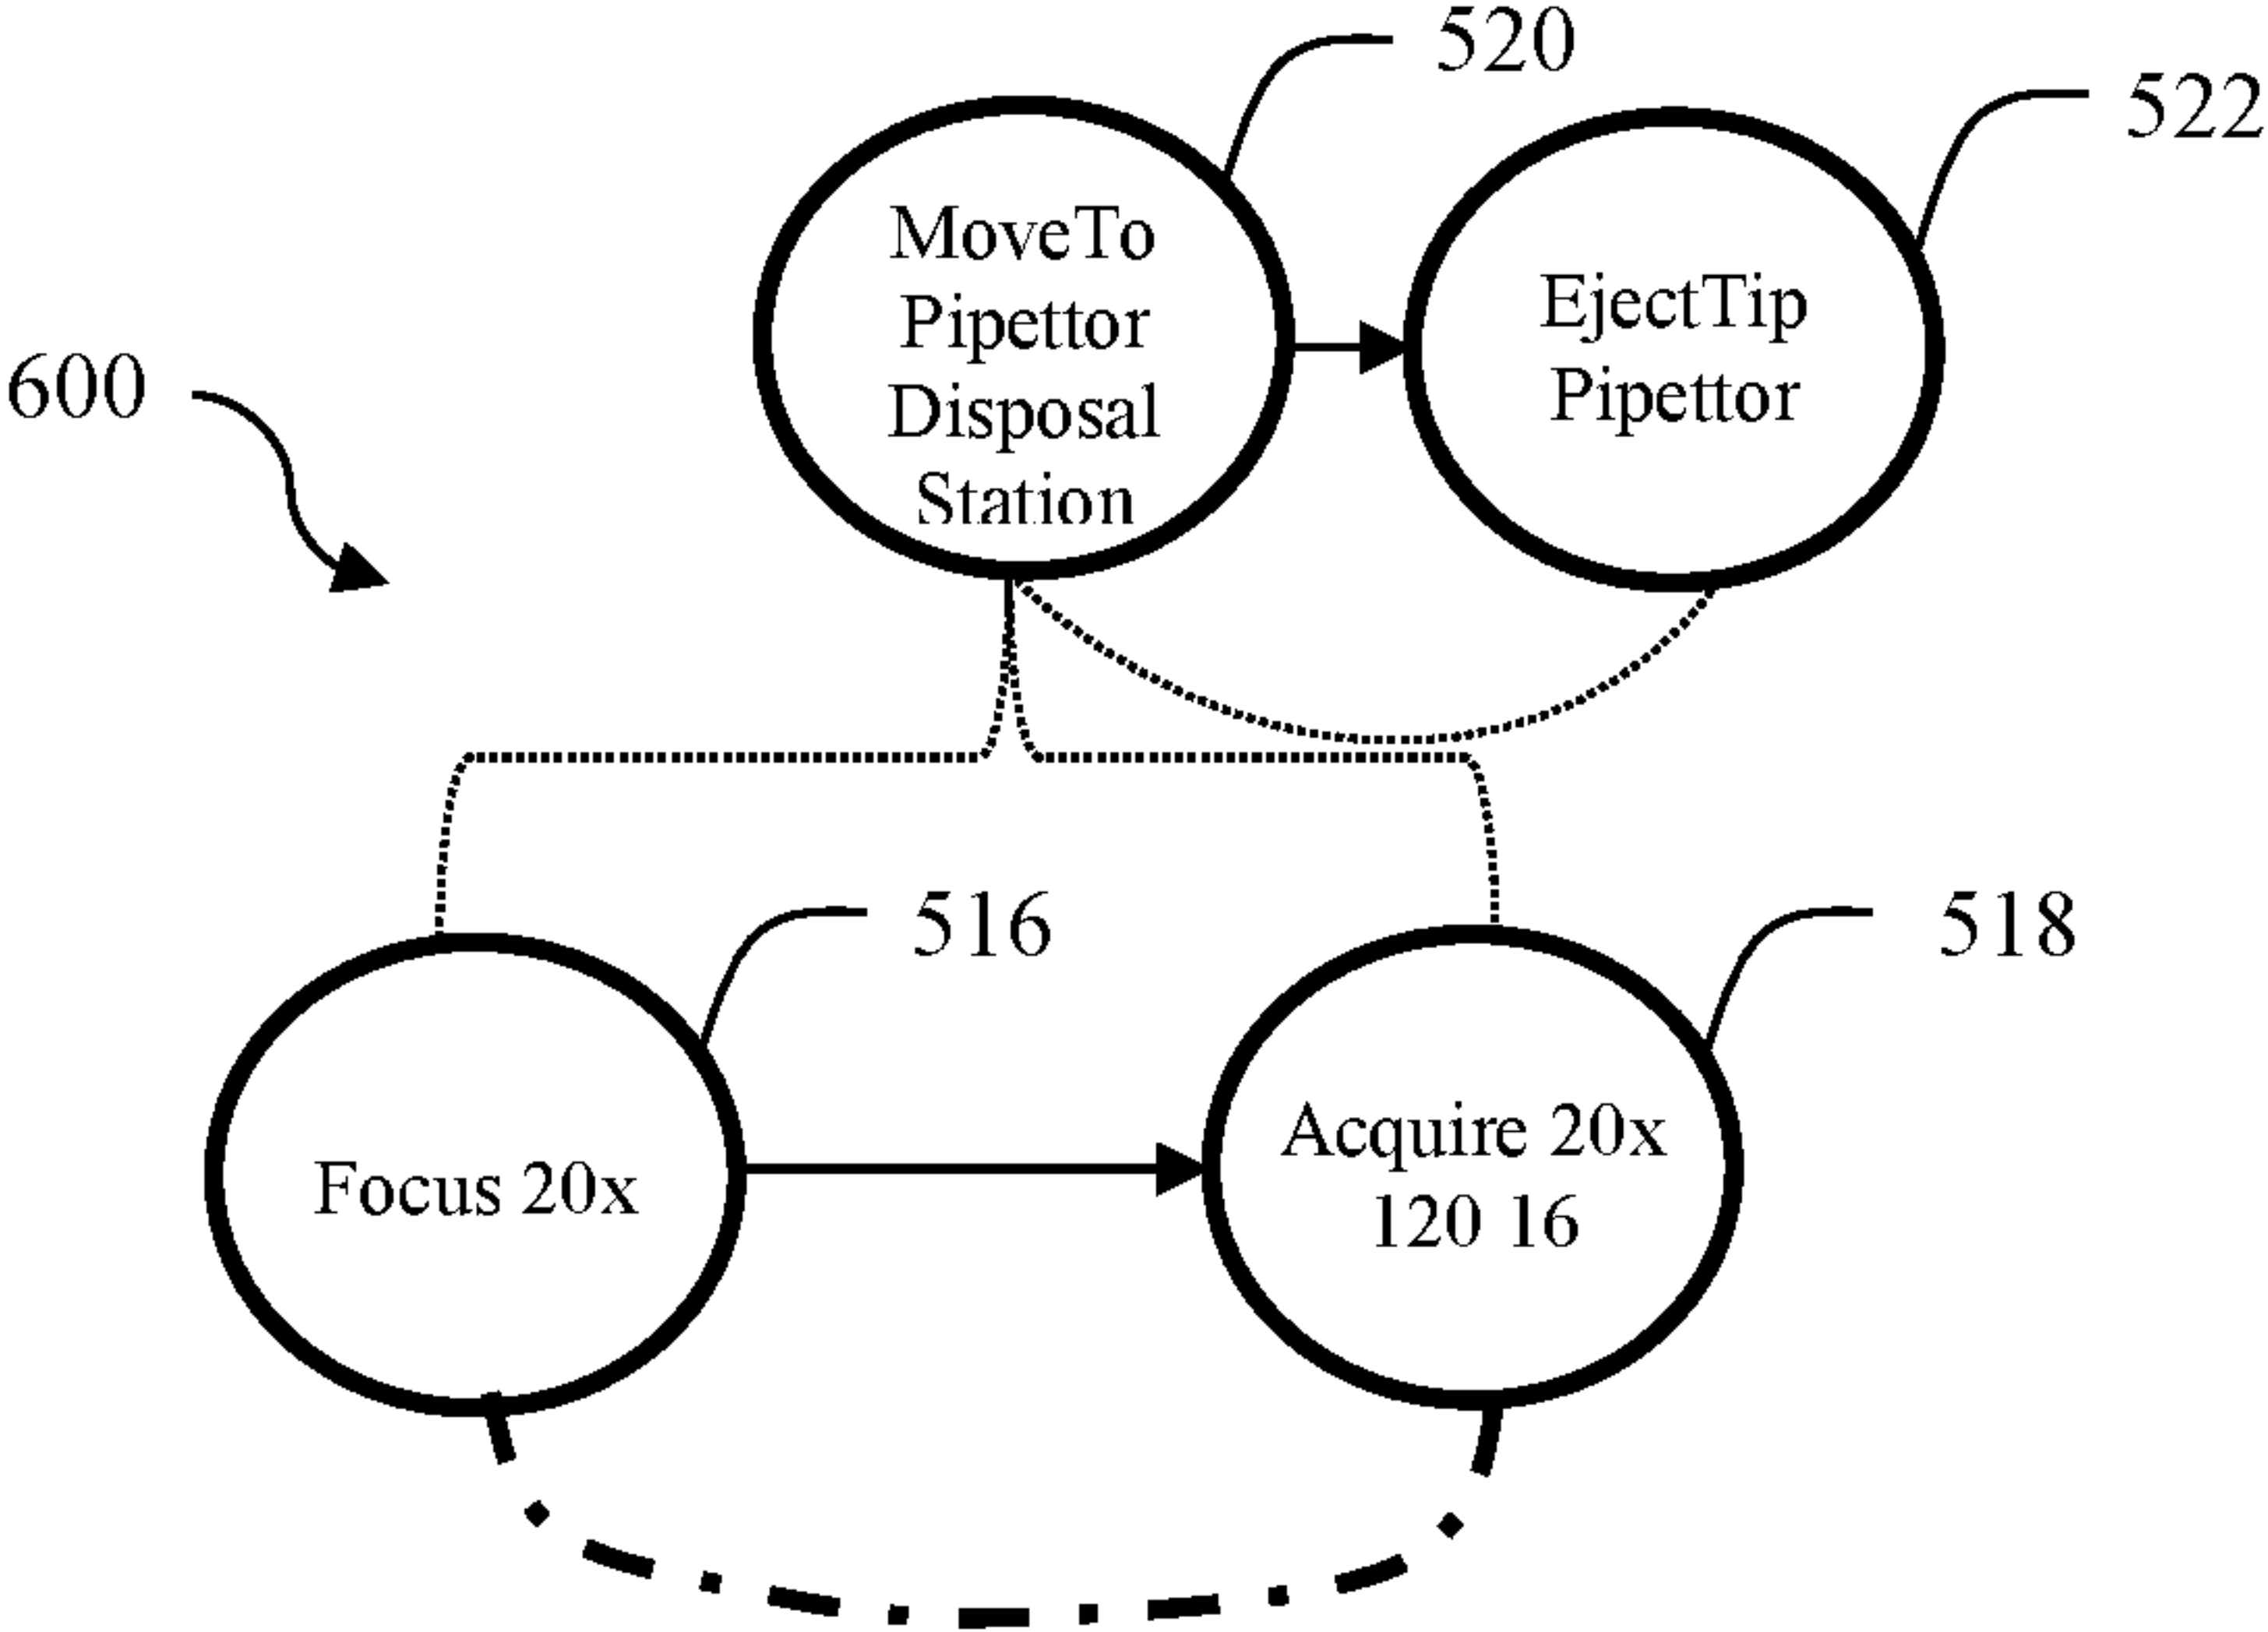 520
522
MoveTo
Pipettor
Disposal
Station
EjectTip
Pipettor
600
516
518
Focus 20x
Acquire 20x
120 16